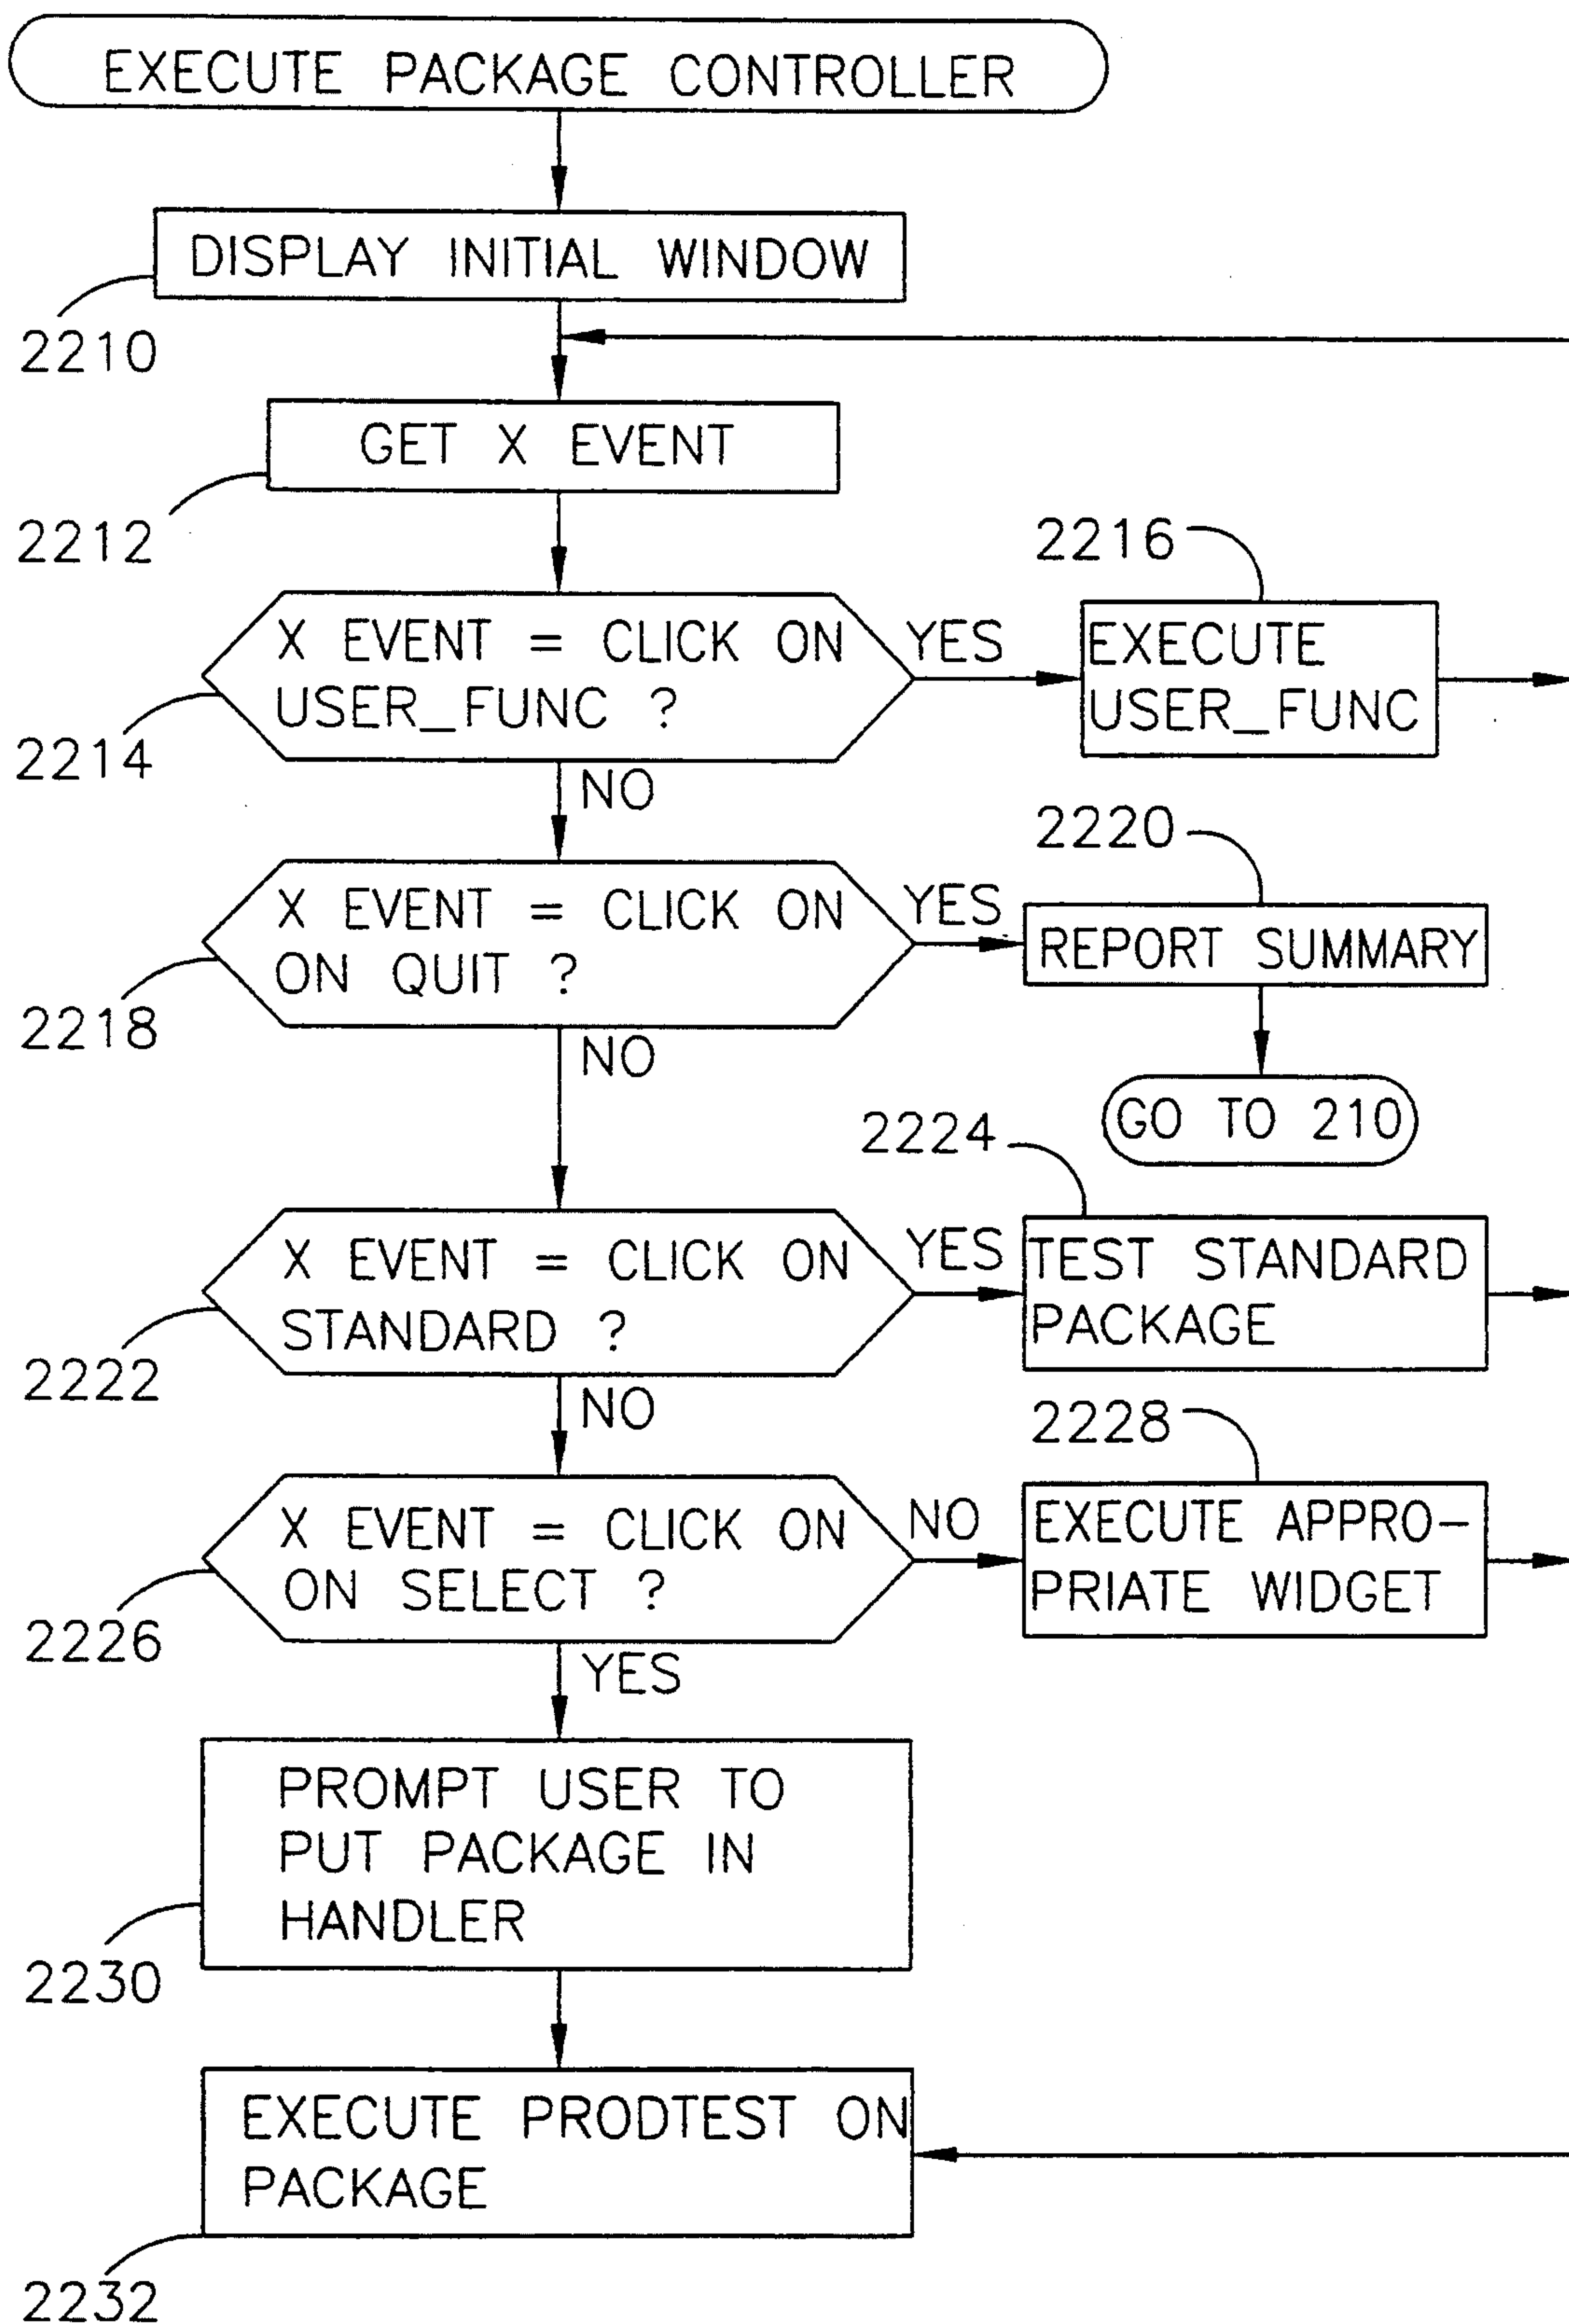 EXECUTE PACKAGE CONTROLLER
DISPLAY INITIAL WINDOW
2210
GET X EVENT
2212
X EVENT = CLICK ON
USER_FUNC ?
2214
YES
2216
EXECUTE
USER_FUNC
NO
X EVENT = CLICK ON
ON QUIT ?
2218
YES
2220
REPORT SUMMARY
GO TO 210
NO
X EVENT = CLICK ON
STANDARD ?
2222
YES
2224
TEST STANDARD
PACKAGE
NO
X EVENT = CLICK ON
ON SELECT ?
2226
NO
2228
EXECUTE APPRO-
PRIATE WIDGET
YES
PROMPT USER TO
PUT PACKAGE IN
HANDLER
2230
EXECUTE PRODTEST ON
PACKAGE
2232